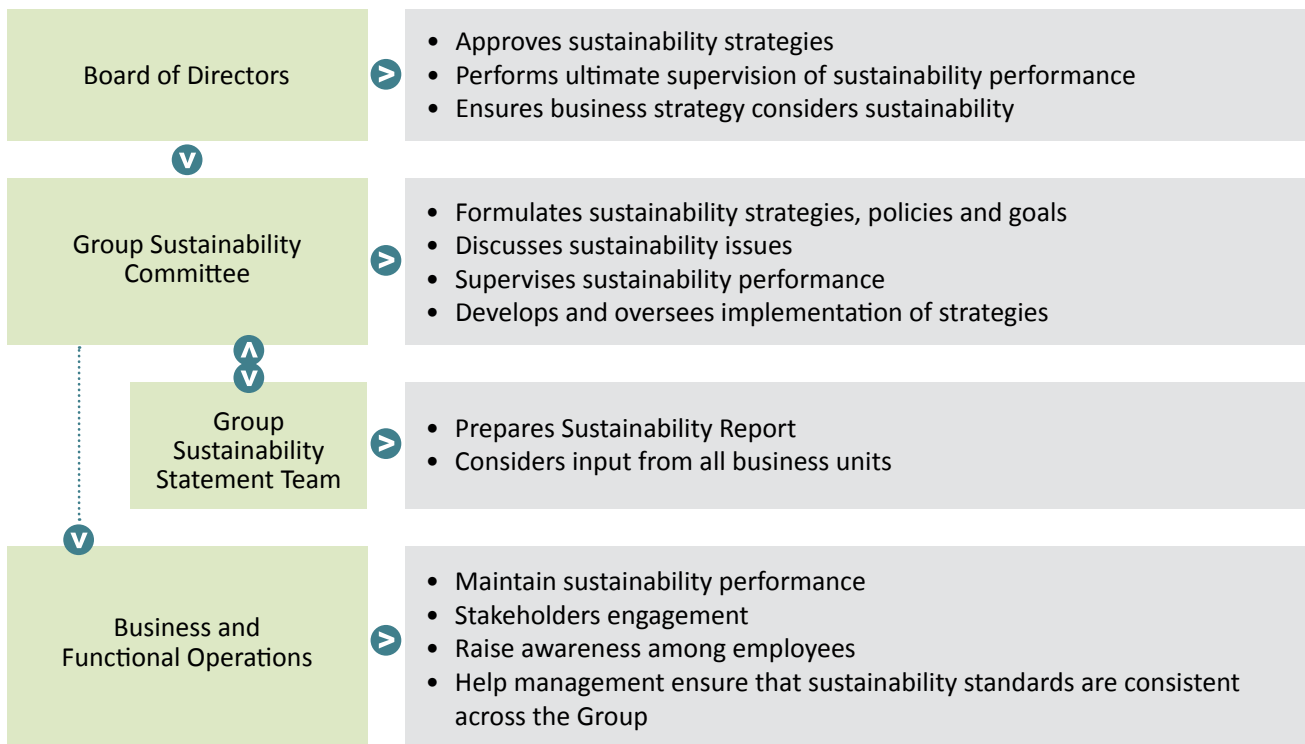 Board of Directors
• Approves sustainability strategies
• Performs ultimate supervision of sustainability performance
• Ensures business strategy considers sustainability
Group Sustainability
Committee
• Formulates sustainability strategies, policies and goals
• Discusses sustainability issues
• Supervises sustainability performance
• Develops and oversees implementation of strategies
Group
Sustainability
Statement Team
• Prepares Sustainability Report
• Considers input from all business units
Business and
Functional Operations
• Maintain sustainability performance
• Stakeholders engagement
• Raise awareness among employees
• Help management ensure that sustainability standards are consistent
across the Group